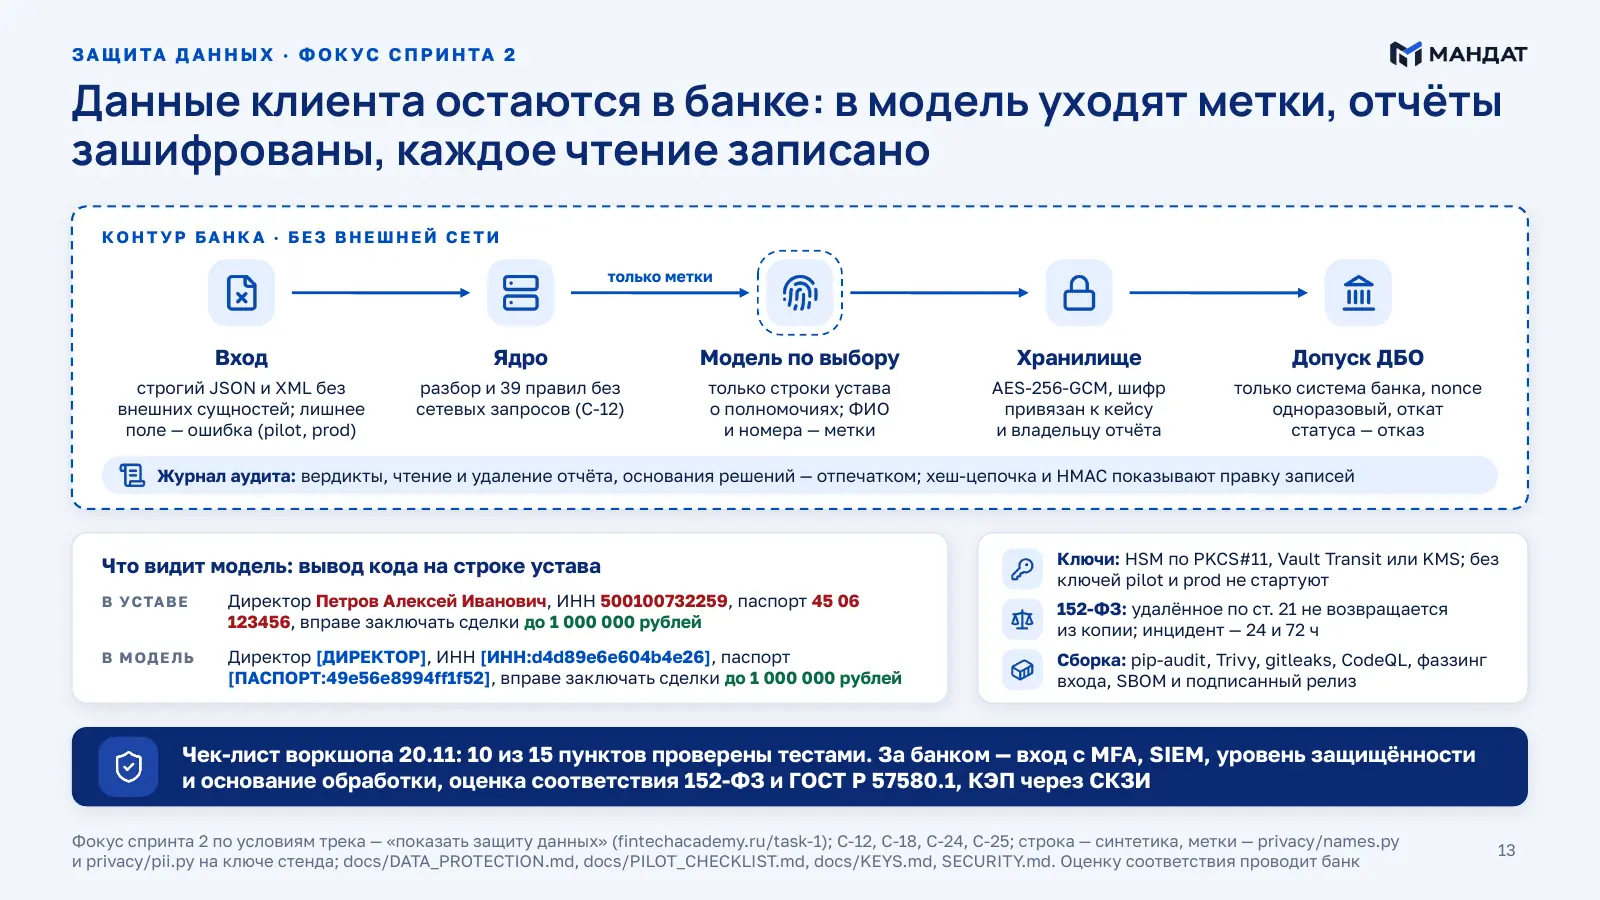 ЗАЩИТА ДАННЫХ · ФОКУС СПРИНТА 2
МАНДАТ
Данные клиента остаются в банке: в модель уходят метки, отчёты
зашифрованы, каждое чтение записано
КОНТУР БАНКА · БЕЗ ВНЕШНЕЙ СЕТИ
только метки
Вход
строгий JSON и XML без
внешних сущностей; лишнее
поле — ошибка (pilot, prod)
Ядро
разбор и 39 правил без
сетевых запросов (С-12)
Модель по выбору
только строки устава
о полномочиях; ФИО
и номера — метки
Хранилище
AES-256-GCM, шифр
привязан к кейсу
и владельцу отчёта
Допуск ДБО
только система банка, nonce
одноразовый, откат
статуса — отказ
Журнал аудита: вердикты, чтение и удаление отчёта, основания решений — отпечатком; хеш-цепочка и HMAC показывают правку записей
Что видит модель: вывод кода на строке устава
В УСТАВЕ
Директор Петров Алексей Иванович, ИНН 500100732259, паспорт 45 06
123456, вправе заключать сделки до 1 000 000 рублей
В МОДЕЛЬ
Директор [ДИРЕКТОР], ИНН [ИНН:d4d89e6e604b4e26], паспорт
[ПАСПОРТ:49e56e8994ff1f52], вправе заключать сделки до 1 000 000 рублей
Ключи: HSM по PKCS#11, Vault Transit или KMS; без
ключей pilot и prod не стартуют
152-ФЗ: удалённое по ст. 21 не возвращается
из копии; инцидент — 24 и 72 ч
Сборка: pip-audit, Trivy, gitleaks, CodeQL, фаззинг
входа, SBOM и подписанный релиз
Чек-лист воркшопа 20.11: 10 из 15 пунктов проверены тестами. За банком — вход с MFA, SIEM, уровень защищённости
и основание обработки, оценка соответствия 152-ФЗ и ГОСТ Р 57580.1, КЭП через СКЗИ
Фокус спринта 2 по условиям трека — «показать защиту данных» (fintechacademy.ru/task-1); С-12, С-18, С-24, С-25; строка — синтетика, метки — privacy/names.py
и privacy/pii.py на ключе стенда; docs/DATA_PROTECTION.md, docs/PILOT_CHECKLIST.md, docs/KEYS.md, SECURITY.md. Оценку соответствия проводит банк
13